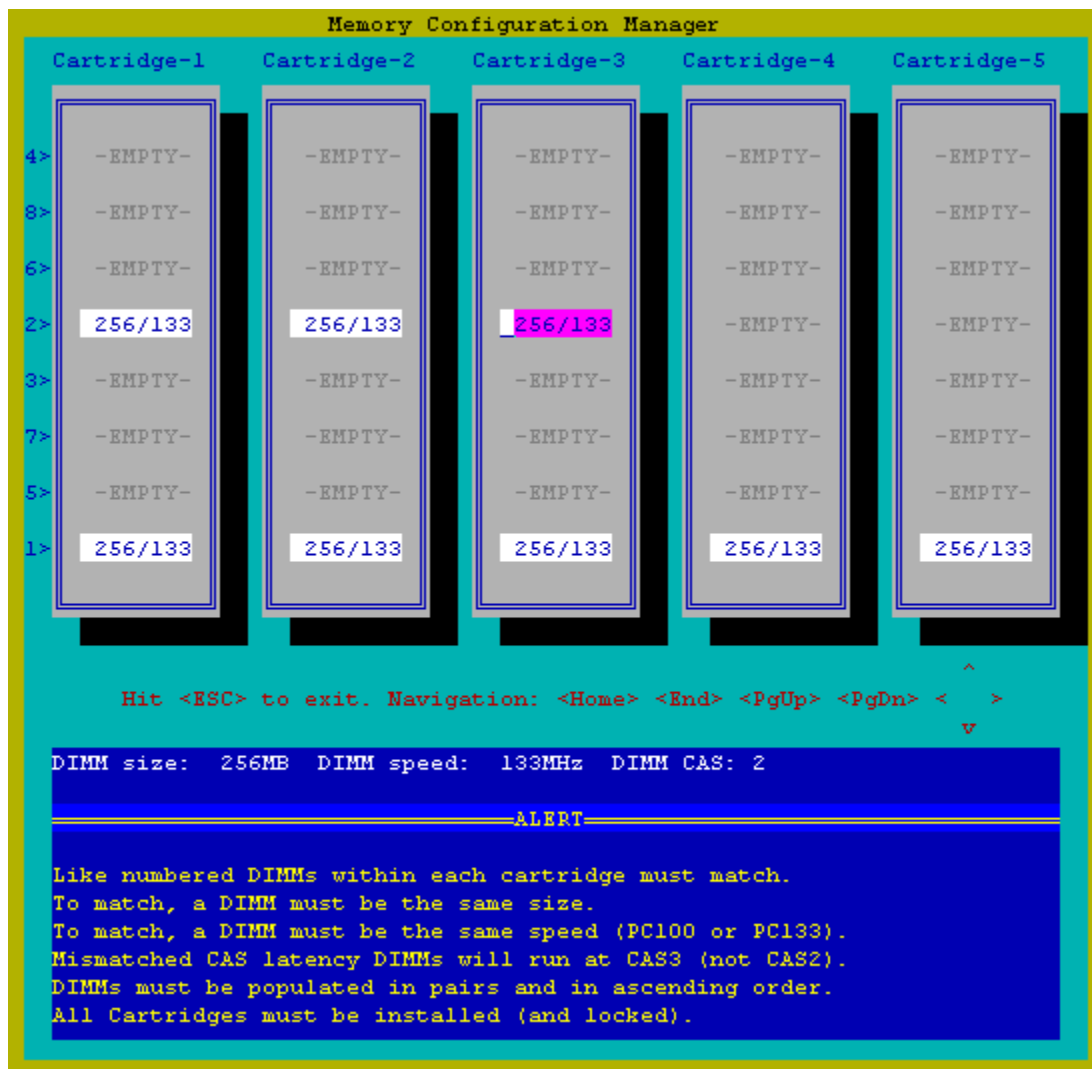 Memory Configuration Manager
Cartridge-1 Cartridge-2 Cartridge-3 Cartridge-4 Cartridge-5
4> -EMPTY- -EMPTY- -EMPTY- -EMPTY- -EMPTY-
8> -EMPTY- -EMPTY- -EMPTY- -EMPTY- -EMPTY-
6> -EMPTY- -EMPTY- -EMPTY- -EMPTY- -EMPTY-
2> 256/133 256/133 _256/133 -EMPTY- -EMPTY-
3> -EMPTY- -EMPTY- -EMPTY- -EMPTY- -EMPTY-
7> -EMPTY- -EMPTY- -EMPTY- -EMPTY- -EMPTY-
5> -EMPTY- -EMPTY- -EMPTY- -EMPTY- -EMPTY-
1> 256/133 256/133 256/133 256/133 256/133
^
Hit <ESC> to exit. Navigation: <Home> <End> <PgUp> <PgDn> < >
v
DIMM size: 256MB DIMM speed: 133MHz DIMM CAS: 2
ALERT
Like numbered DIMMs within each cartridge must match.
To match, a DIMM must be the same size.
To match, a DIMM must be the same speed (PC100 or PC133).
Mismatched CAS latency DIMMs will run at CAS3 (not CAS2).
DIMMs must be populated in pairs and in ascending order.
All Cartridges must be installed (and locked).